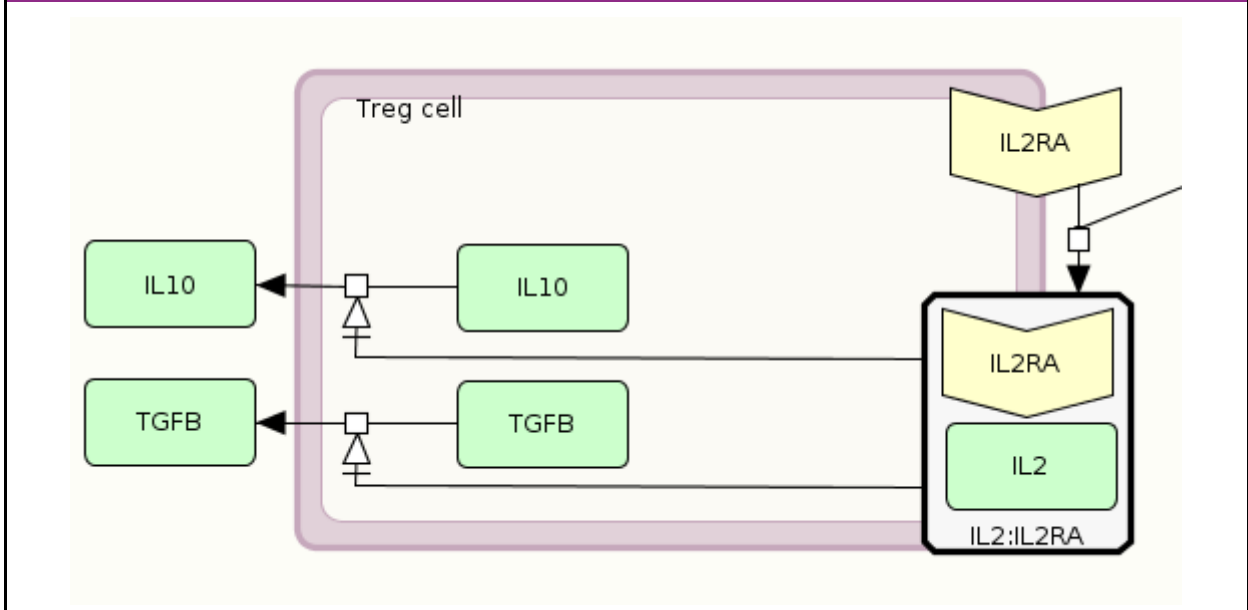 Treg cell
IL2RA
IL10
IL10
IL2RA
TGFB
TGFB
IL2
IL2:IL2RA